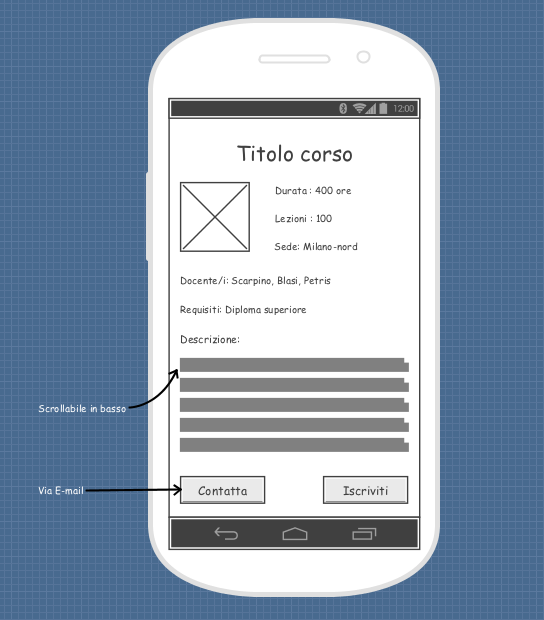 12:00
Titolo corso
Durata : 400 ore
Lezioni : 100
Sede: Milano-nord
Docente/i: Scarpino, Blasi, Petris
Requisiti: Diploma superiore
Descrizione:
Scrollabile in basso
Via E-mail
Contatta
Iscriviti